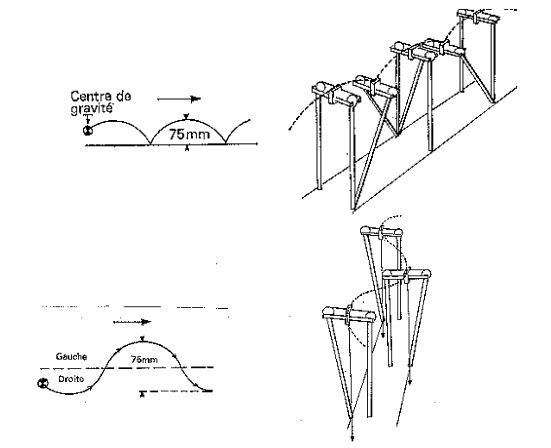 Centre de
gravité
75mm
Gauche
75mm
Droite